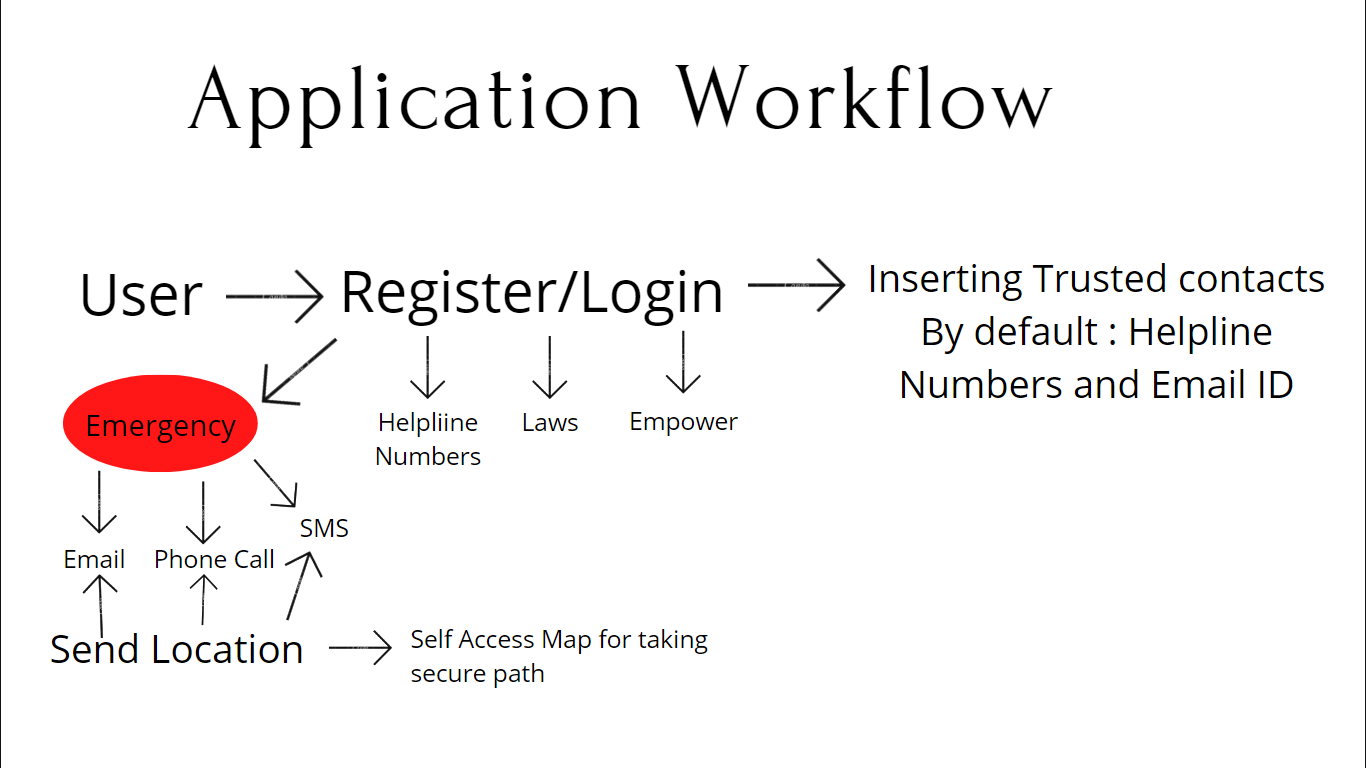 Application Workflow
User
Register/Login
Inserting Trusted contacts
By default : Helpline
Numbers and Email ID
Emergency
Helpliine
Numbers
Laws
Empower
SMS
Email
Phone Call
Send Location
Self Access Map for taking
secure path